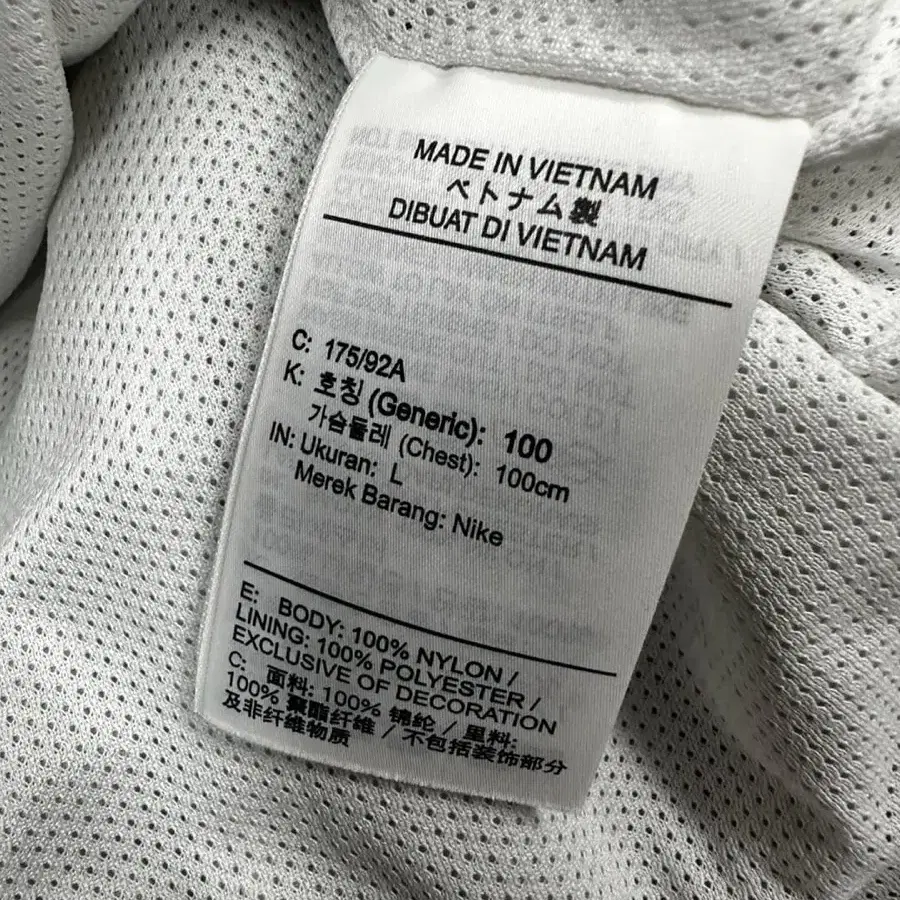 MADE IN VIETNAM
ベトナム製
DIBUAT DI VIETNAM
C: 175/92A
K: 호칭 (Generic): 100
가슴둘레 (Chest): 100cm
IN: Ukuran: L
Merek Barang: Nike
E: BODY: 100% NYLON /
LINING: 100% POLYESTER /
EXCLUSIVE OF DECORATION
C: 面料: 100% 锦纶 / 里料:
100% 聚酯纤维 / 不包括装饰部分
及非纤维物质